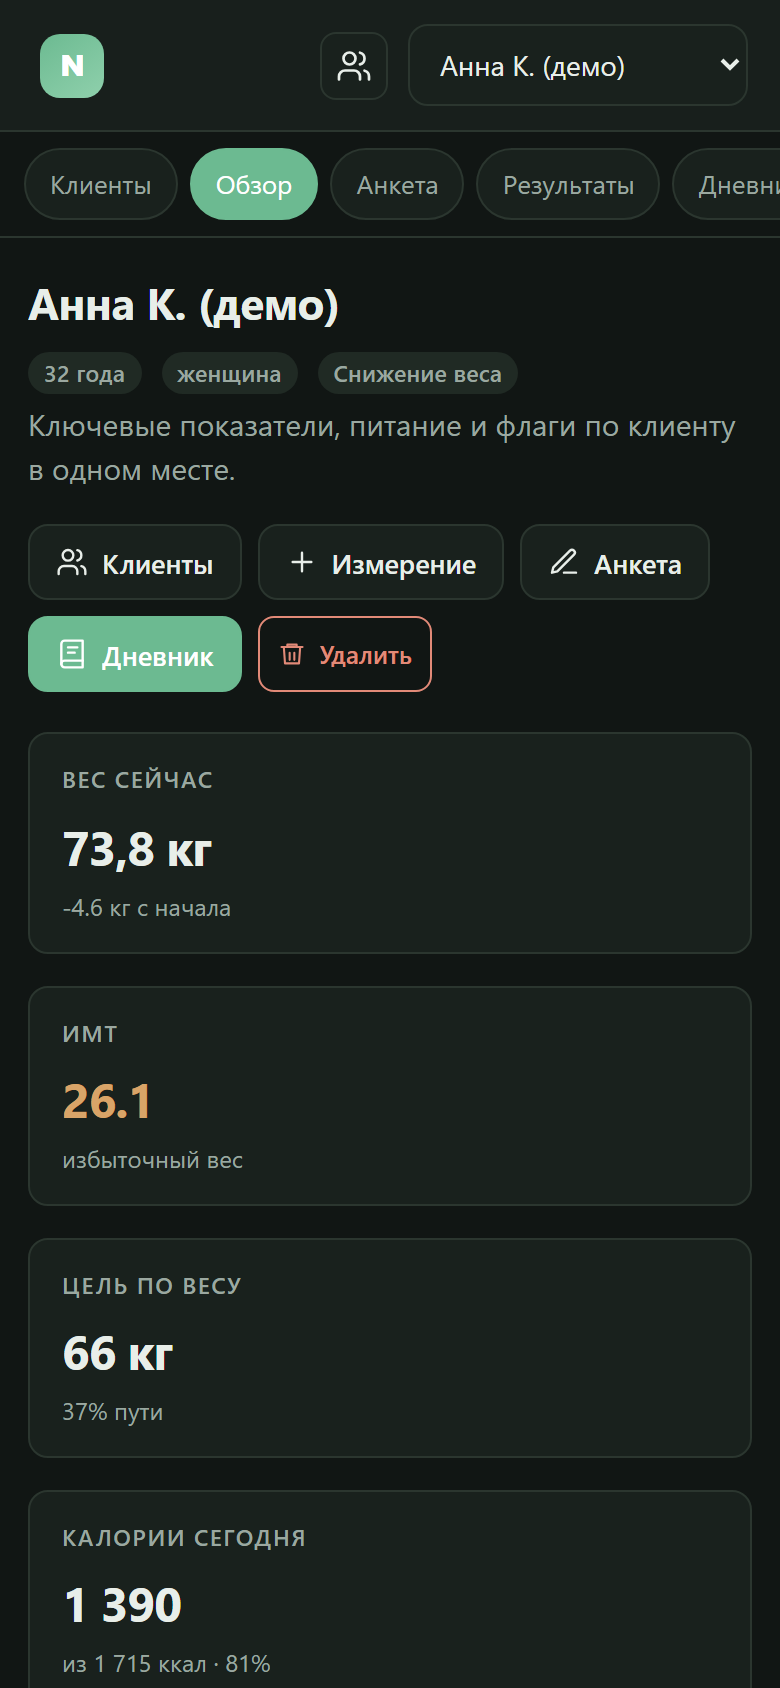 N
Анна К. (демо)
Клиенты Обзор Анкета Результаты Дневни
Анна К. (демо)
32 года женщина Снижение веса
Ключевые показатели, питание и флаги по клиенту
в одном месте.
Клиенты Измерение Анкета
Дневник Удалить
ВЕС СЕЙЧАС
73,8 кг
-4.6 кг с начала
ИМТ
26.1
избыточный вес
ЦЕЛЬ ПО ВЕСУ
66 кг
37% пути
КАЛОРИИ СЕГОДНЯ
1 390
из 1 715 ккал · 81%